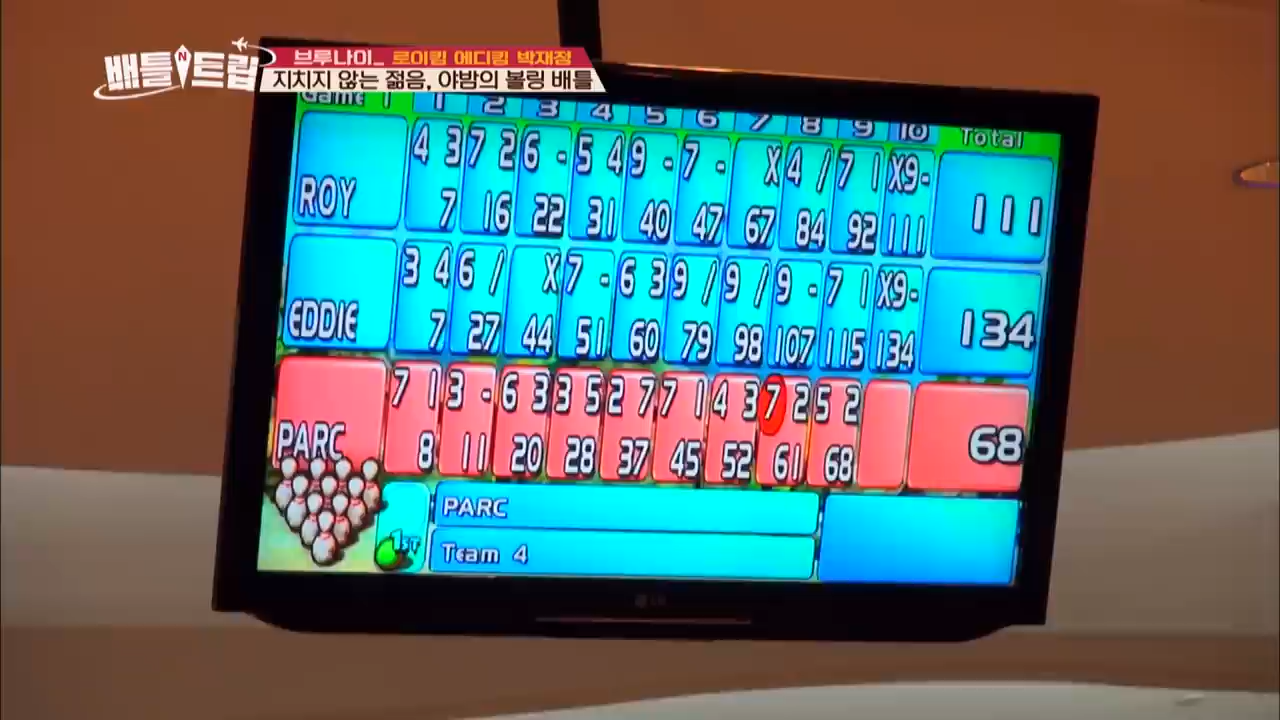 배틀트립
브루나이_ 로이킴 에디킴 박재정
지치지 않는 젊음, 야밤의 볼링 배틀
Game 1 1 2 3 4 5 6 7 8 9 10 Total
4 3 7 2 6 - 5 4 9 - 7 - X 4 / 7 1 X9-
ROY 7 16 22 31 40 47 67 84 92 111 111
3 4 6 / X 7 - 6 3 9 / 9 / 9 - 7 1 X9-
EDDIE 7 27 44 51 60 79 98 107 115 134 134
7 1 3 - 6 3 3 5 2 7 7 1 4 3 7 2 5 2
PARC 8 11 20 28 37 45 52 61 68 68
PARC
1ST
Team 4
LG